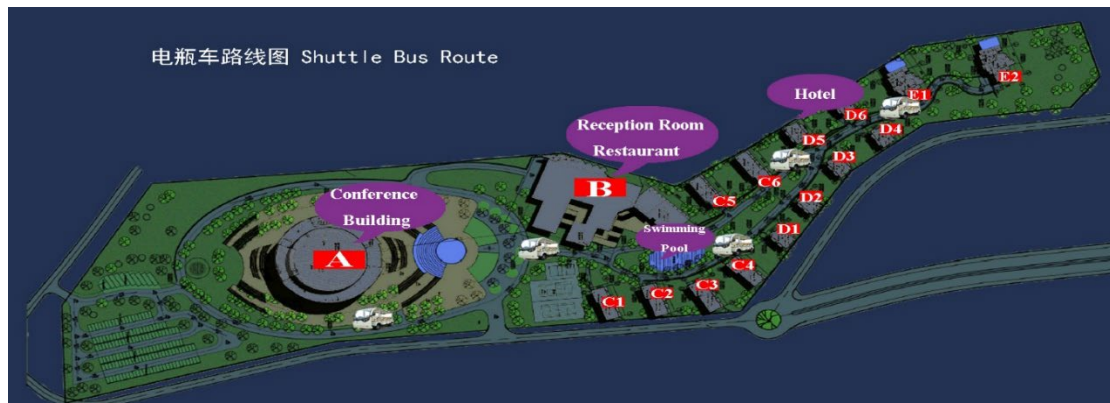 电瓶车路线图 Shuttle Bus Route
Conference
Building
A
Reception Room
Restaurant
B
Swimming
Pool
Hotel
C1
C2
C3
C4
C5
C6
D1
D2
D3
D4
D5
D6
E1
E2